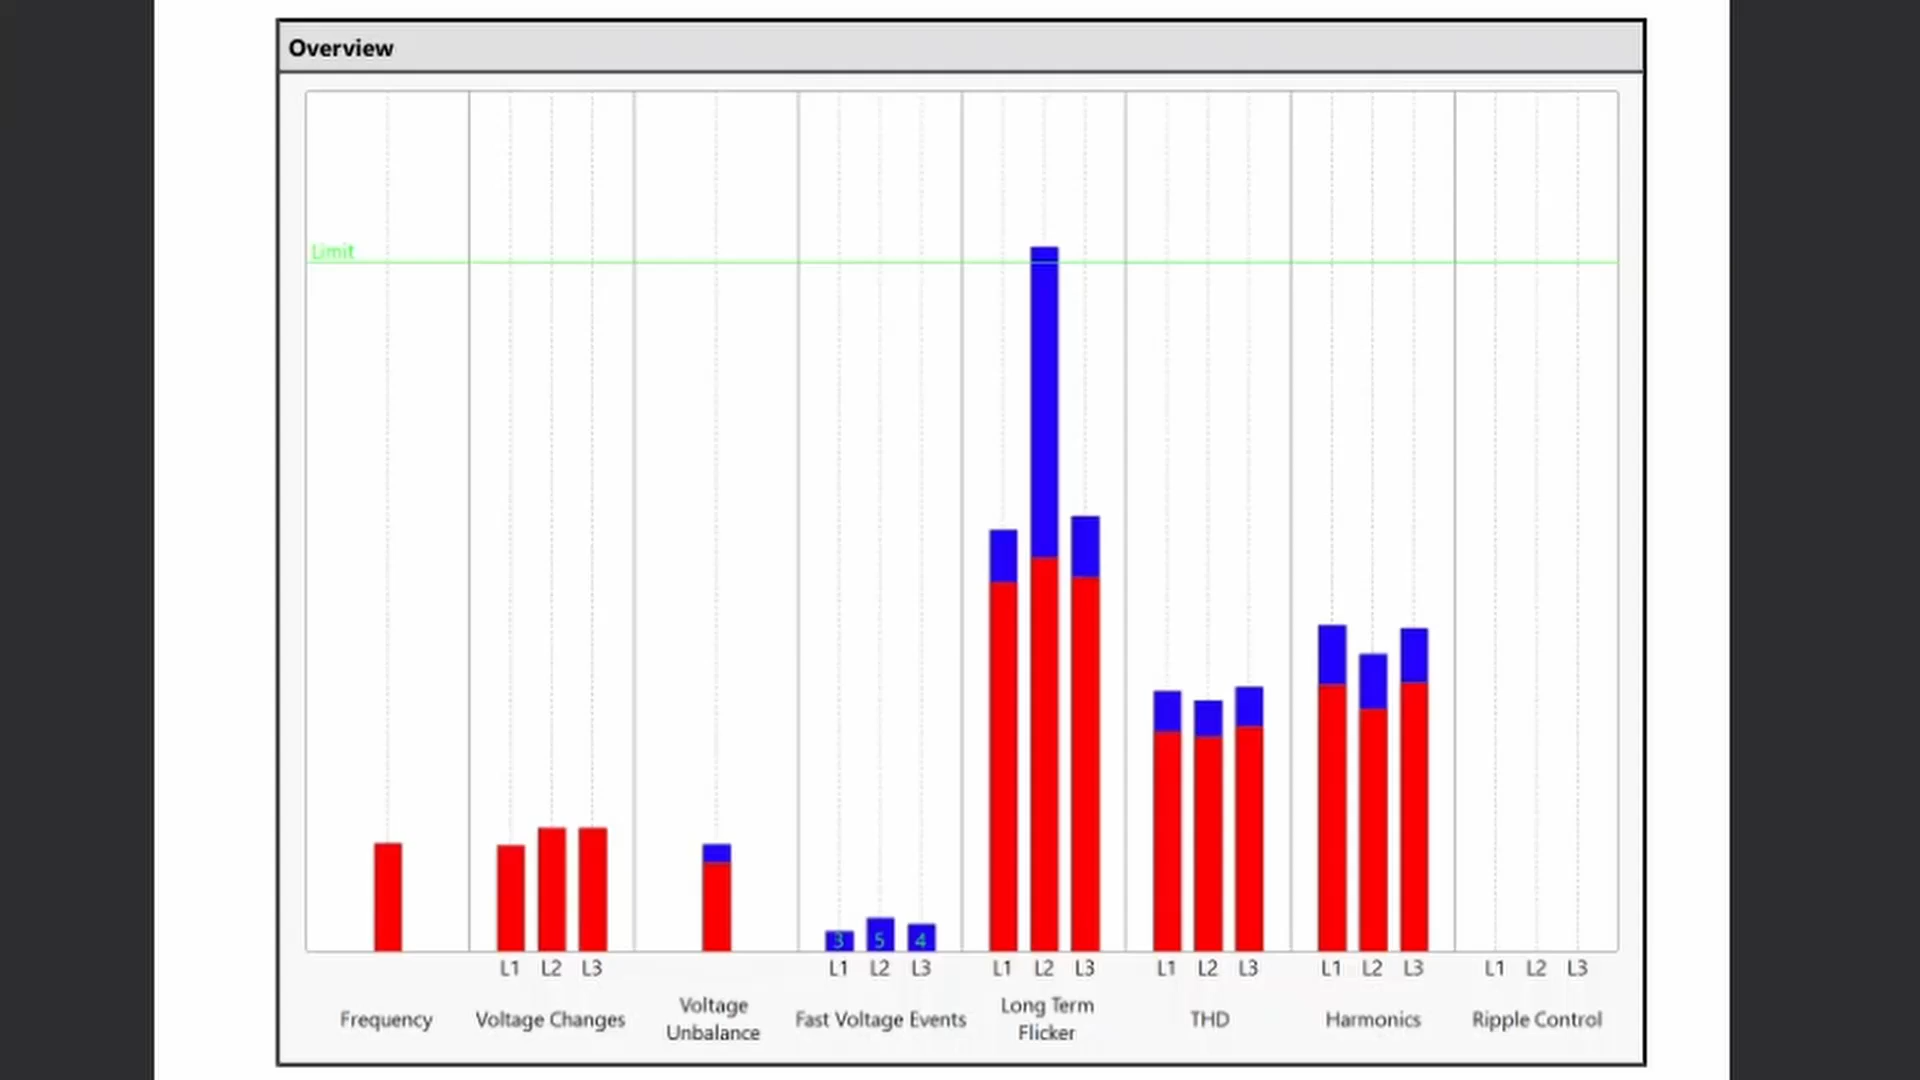 Overview
Limit
3 5 4
L1 L2 L3 L1 L2 L3 L1 L2 L3 L1 L2 L3 L1 L2 L3 L1 L2 L3
Frequency
Voltage Changes
Voltage
Unbalance
Fast Voltage Events
Long Term
Flicker
THD
Harmonics
Ripple Control